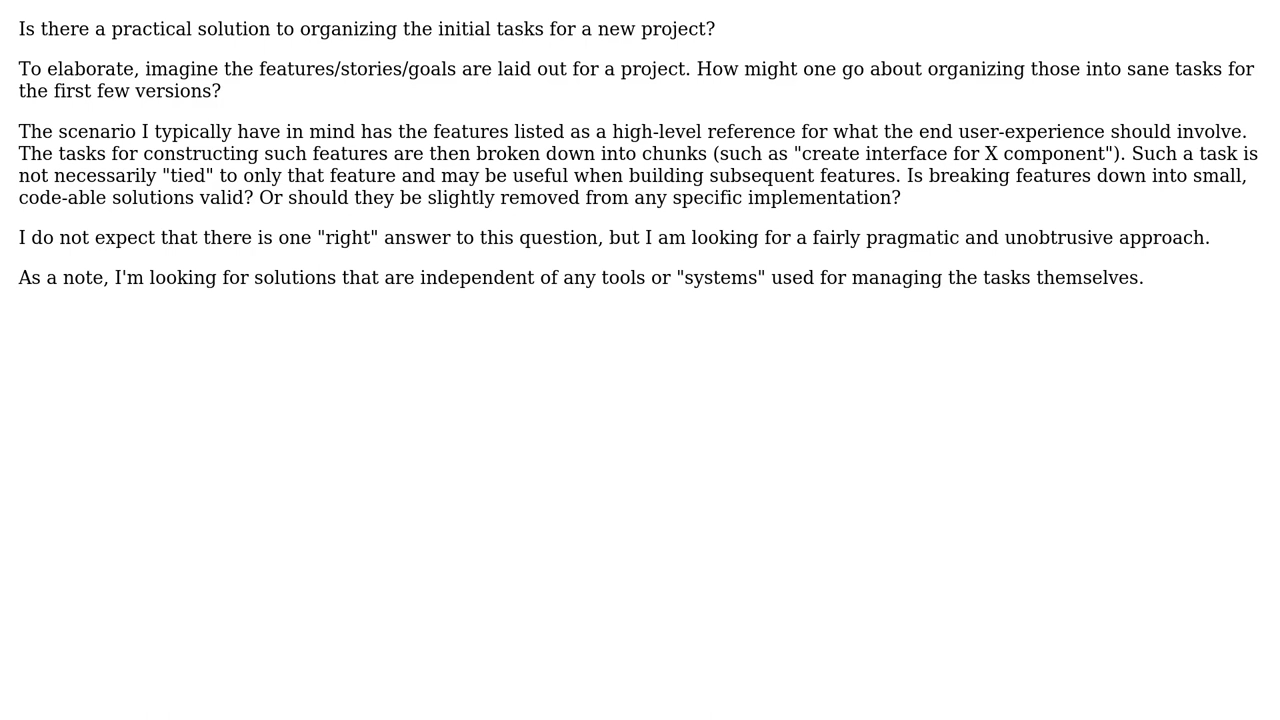 Is there a practical solution to organizing the initial tasks for a new project?
To elaborate, imagine the features/stories/goals are laid out for a project. How might one go about organizing those into sane tasks for
the first few versions?
The scenario I typically have in mind has the features listed as a high-level reference for what the end user-experience should involve.
The tasks for constructing such features are then broken down into chunks (such as "create interface for X component"). Such a task is
not necessarily "tied" to only that feature and may be useful when building subsequent features. Is breaking features down into small,
code-able solutions valid? Or should they be slightly removed from any specific implementation?
I do not expect that there is one "right" answer to this question, but I am looking for a fairly pragmatic and unobtrusive approach.
As a note, I'm looking for solutions that are independent of any tools or "systems" used for managing the tasks themselves.